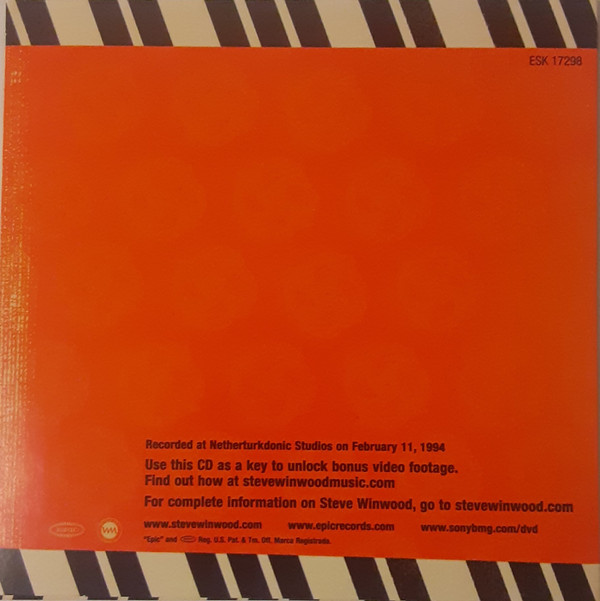 ESK 17298
Recorded at Netherturkdonic Studios on February 11, 1994
Use this CD as a key to unlock bonus video footage.
Find out how at stevewinwoodmusic.com
For complete information on Steve Winwood, go to stevewinwood.com
www.stevewinwood.com www.epicrecords.com www.sonybmg.com/dvd
"Epic" and Reg. U.S. Pat. & Tm. Off. Marca Registrada.